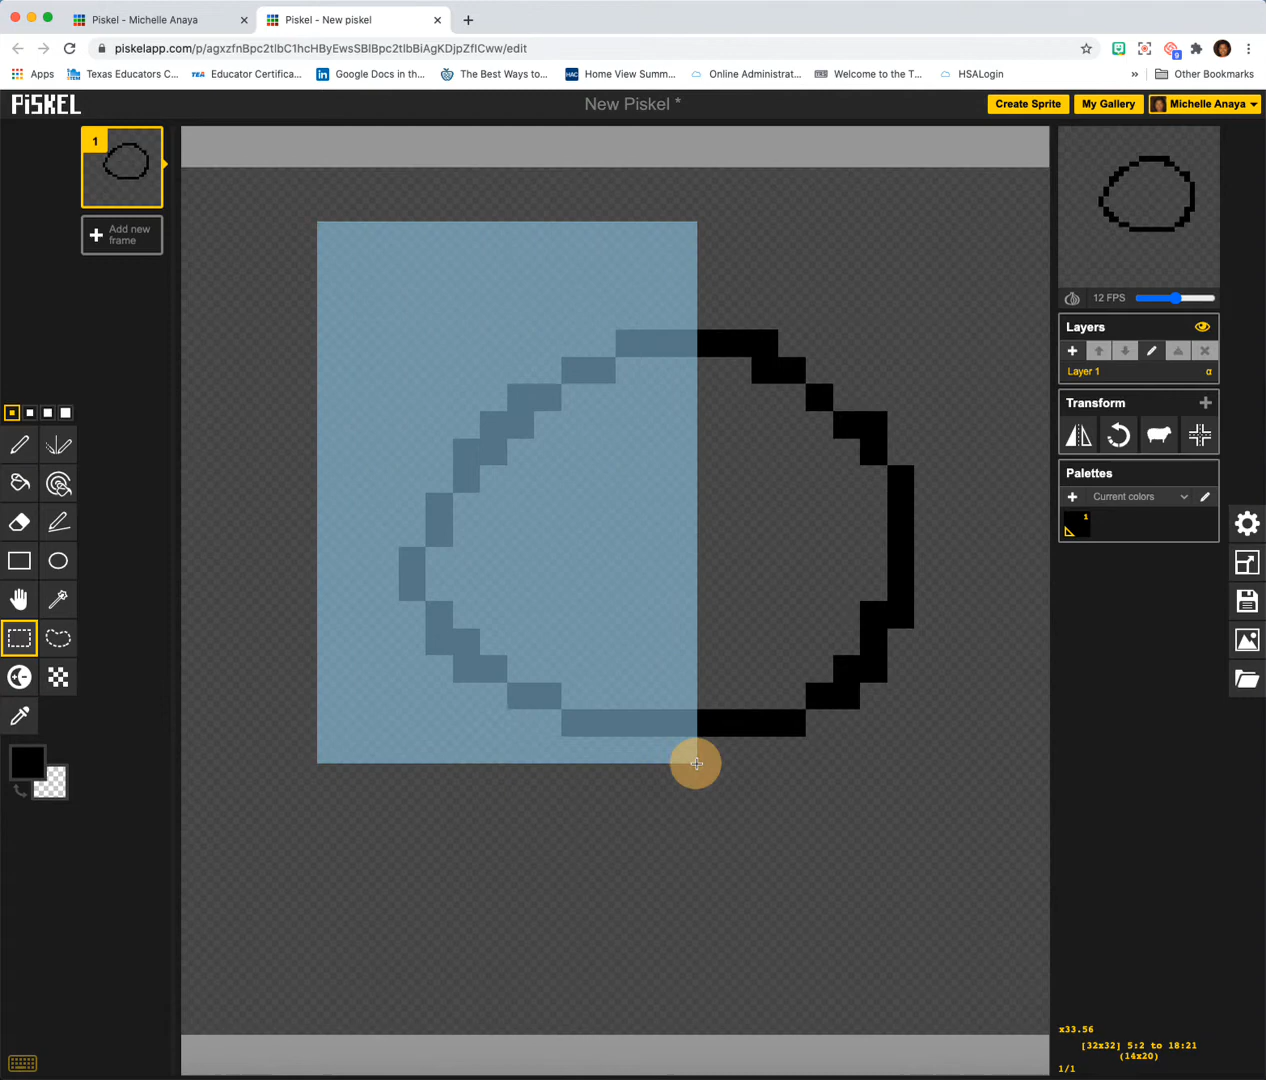 Piskel - Michelle Anaya
Piskel - New piskel
piskelapp.com/p/agxzfnBpc2tlbC1hcHByEwsSBlBpc2tlbBiAgKDjpZfICww/edit
Apps
Texas Educators C...
TEA
Educator Certifica...
Google Docs in th...
The Best Ways to...
HAC
Home View Summ...
Online Administrat...
Welcome to the T...
HSALogin
»
Other Bookmarks
PiSKEL
New Piskel *
Create Sprite
My Gallery
Michelle Anaya
1
Add new
frame
12 FPS
Layers
Layer 1
α
Transform
Palettes
Current colors
1
x33.56
[32x32] 5:2 to 18:21
(14x20)
1/1